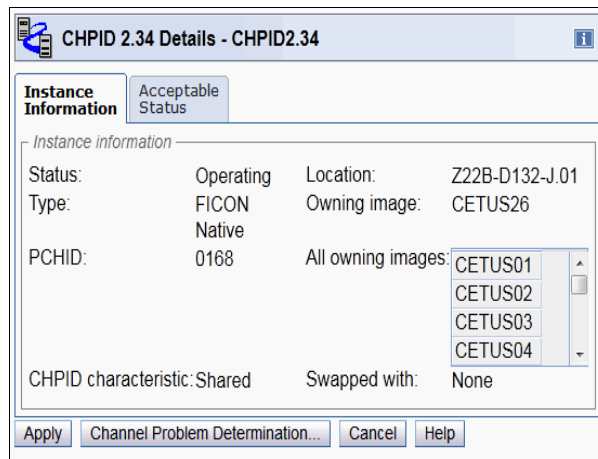 CHPID 2.34 Details - CHPID2.34
i
Instance Information
Acceptable Status
Instance information
Status: Operating Location: Z22B-D132-J.01
Type: FICON Native Owning image: CETUS26
PCHID: 0168 All owning images: CETUS01
CETUS02
CETUS03
CETUS04
CHPID characteristic: Shared Swapped with: None
Apply Channel Problem Determination... Cancel Help